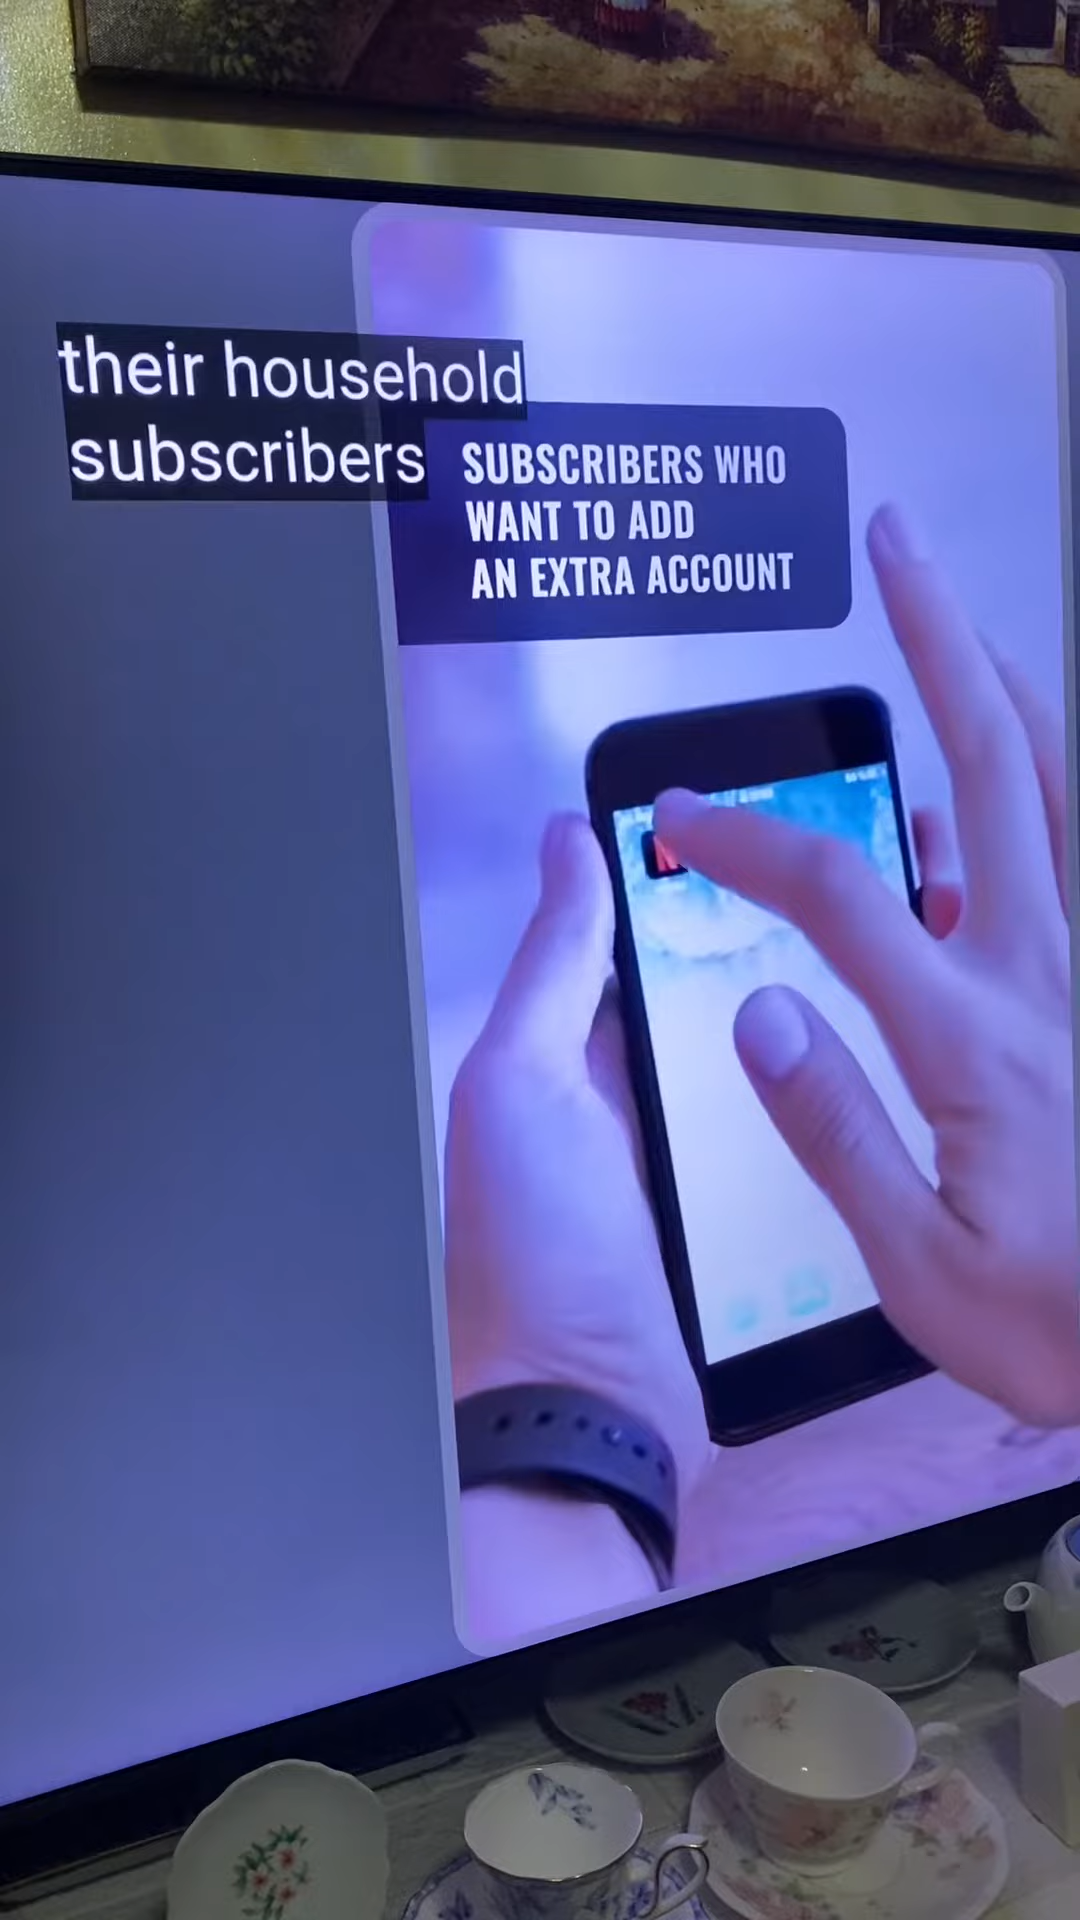 their household
subscribers
SUBSCRIBERS WHO
WANT TO ADD
AN EXTRA ACCOUNT